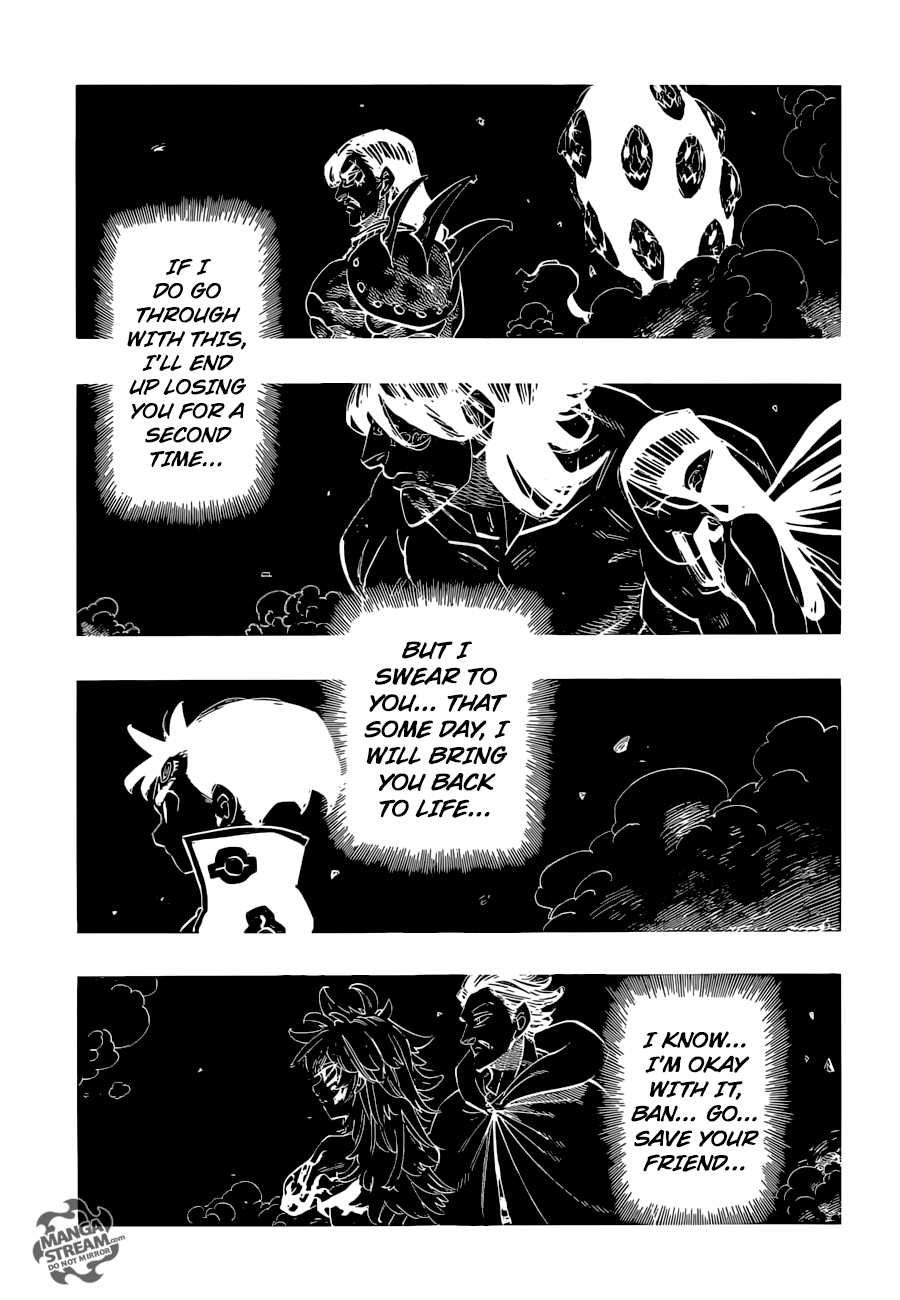 IF I
DO GO
THROUGH
WITH THIS,
I'LL END
UP LOSING
YOU FOR A
SECOND
TIME...
BUT I
SWEAR TO
YOU... THAT
SOME DAY, I
WILL BRING
YOU BACK
TO LIFE...
I KNOW...
I'M OKAY
WITH IT,
BAN... GO...
SAVE YOUR
FRIEND...
MANGA
STREAM.com
DO NOT MIRROR